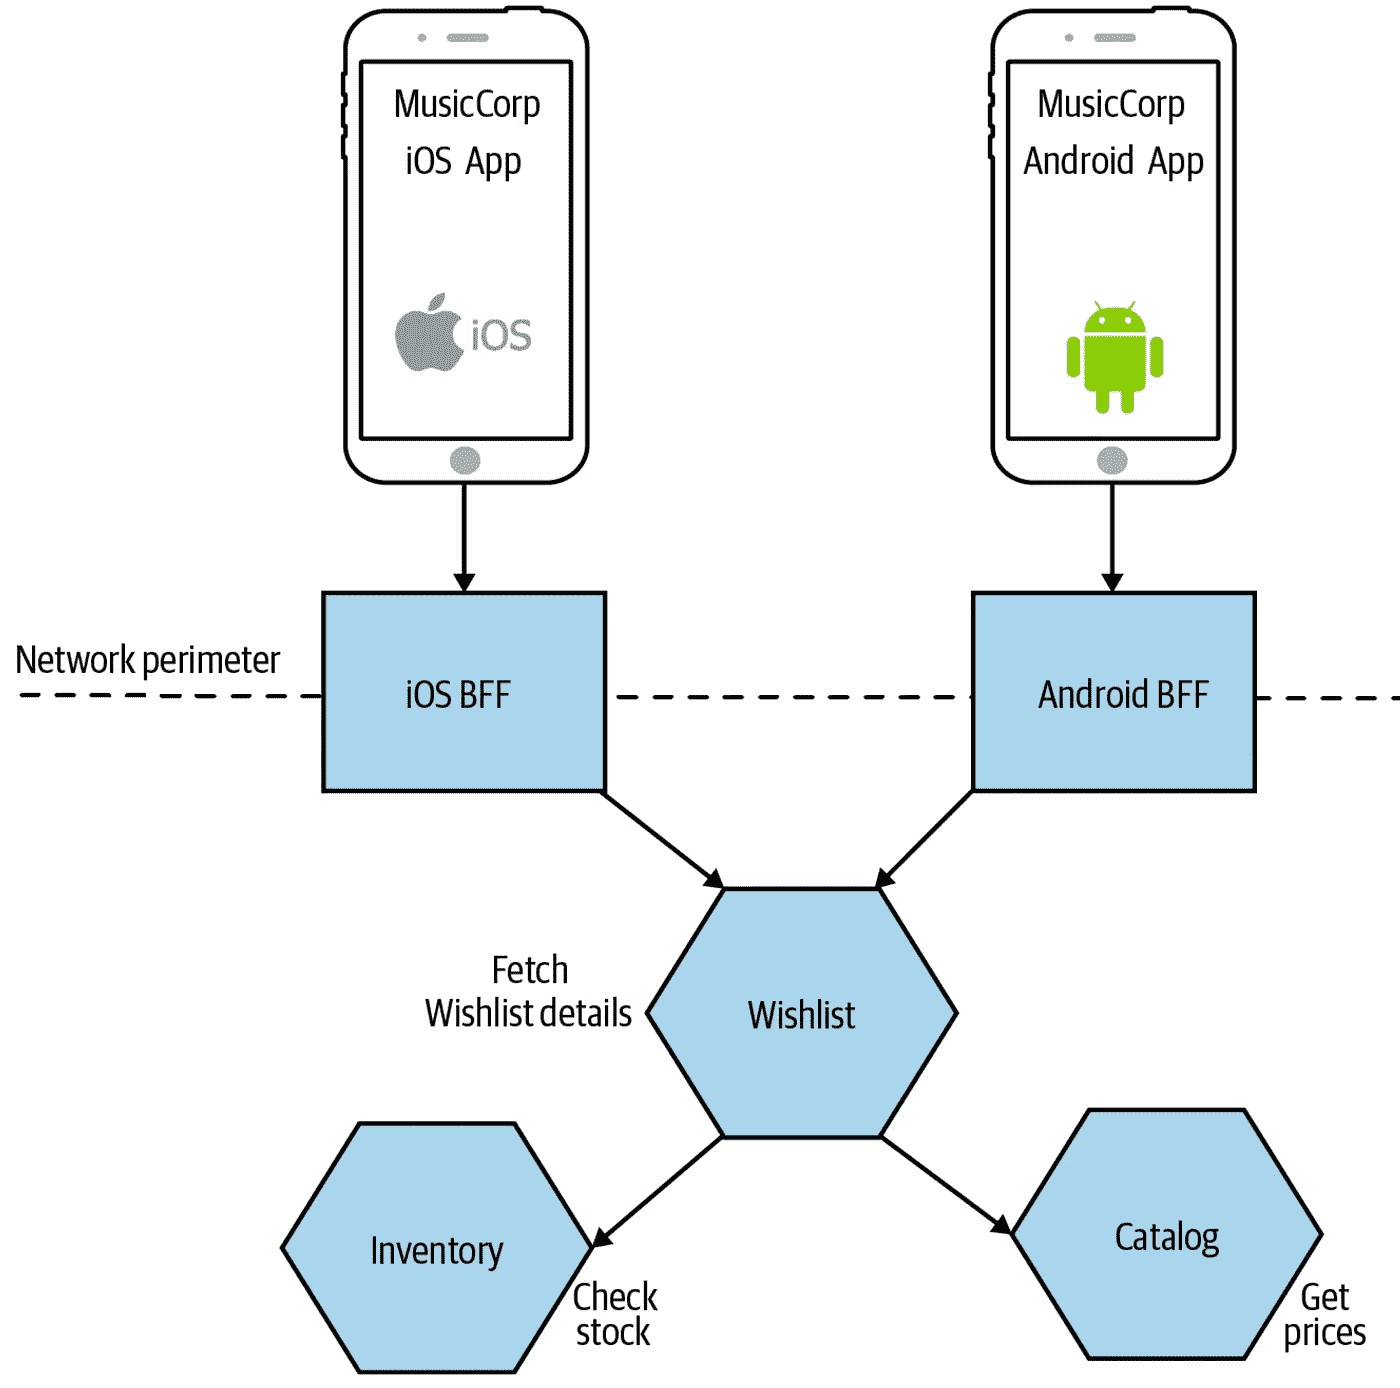 MusicCorp
iOS App
iOS
MusicCorp
Android App
Network perimeter
iOS BFF
Android BFF
Fetch
Wishlist details
Wishlist
Inventory
Check
stock
Catalog
Get
prices